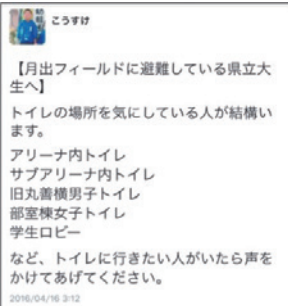 こうすけ
【月出フィールドに避難している県立大
生へ】
トイレの場所を気にしている人が結構い
ます。
アリーナ内トイレ
サブアリーナ内トイレ
旧丸善横男子トイレ
部室棟女子トイレ
学生ロビー
など、トイレに行きたい人がいたら声を
かけてあげてください。
2016/04/16 3:12